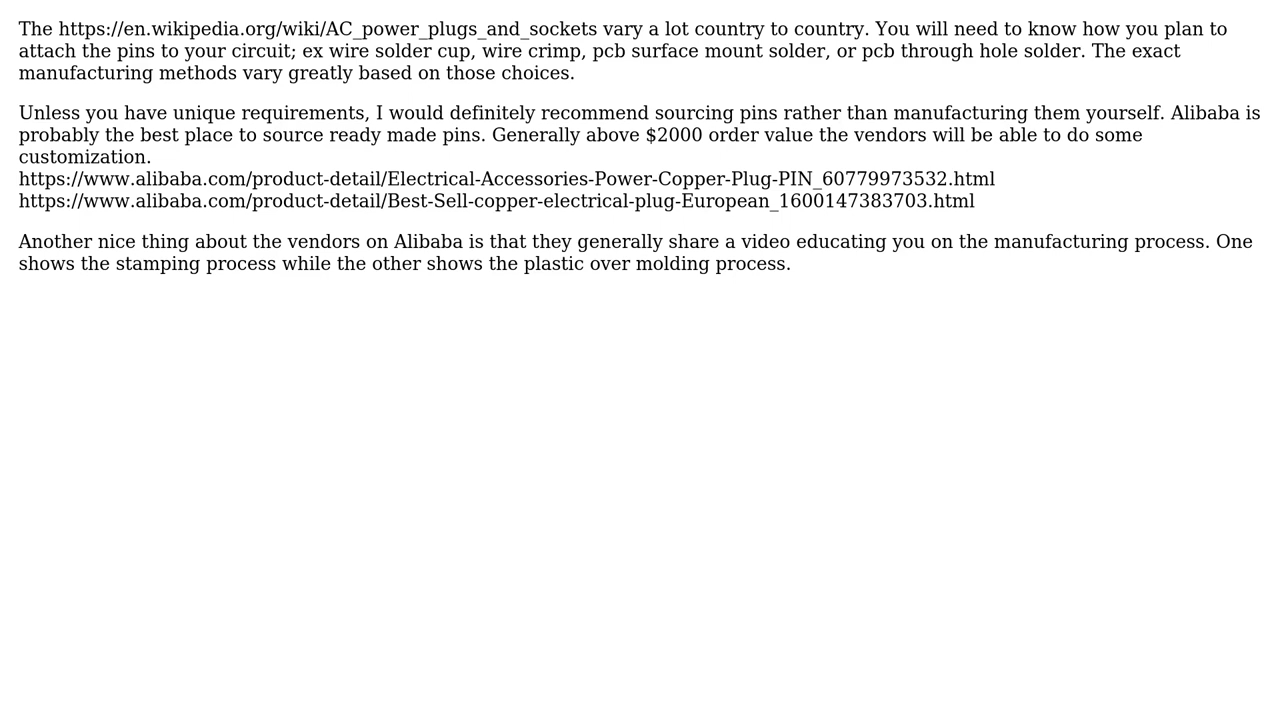 The https://en.wikipedia.org/wiki/AC_power_plugs_and_sockets vary a lot country to country. You will need to know how you plan to
attach the pins to your circuit; ex wire solder cup, wire crimp, pcb surface mount solder, or pcb through hole solder. The exact
manufacturing methods vary greatly based on those choices.
Unless you have unique requirements, I would definitely recommend sourcing pins rather than manufacturing them yourself. Alibaba is
probably the best place to source ready made pins. Generally above $2000 order value the vendors will be able to do some
customization.
https://www.alibaba.com/product-detail/Electrical-Accessories-Power-Copper-Plug-PIN_60779973532.html
https://www.alibaba.com/product-detail/Best-Sell-copper-electrical-plug-European_1600147383703.html
Another nice thing about the vendors on Alibaba is that they generally share a video educating you on the manufacturing process. One
shows the stamping process while the other shows the plastic over molding process.